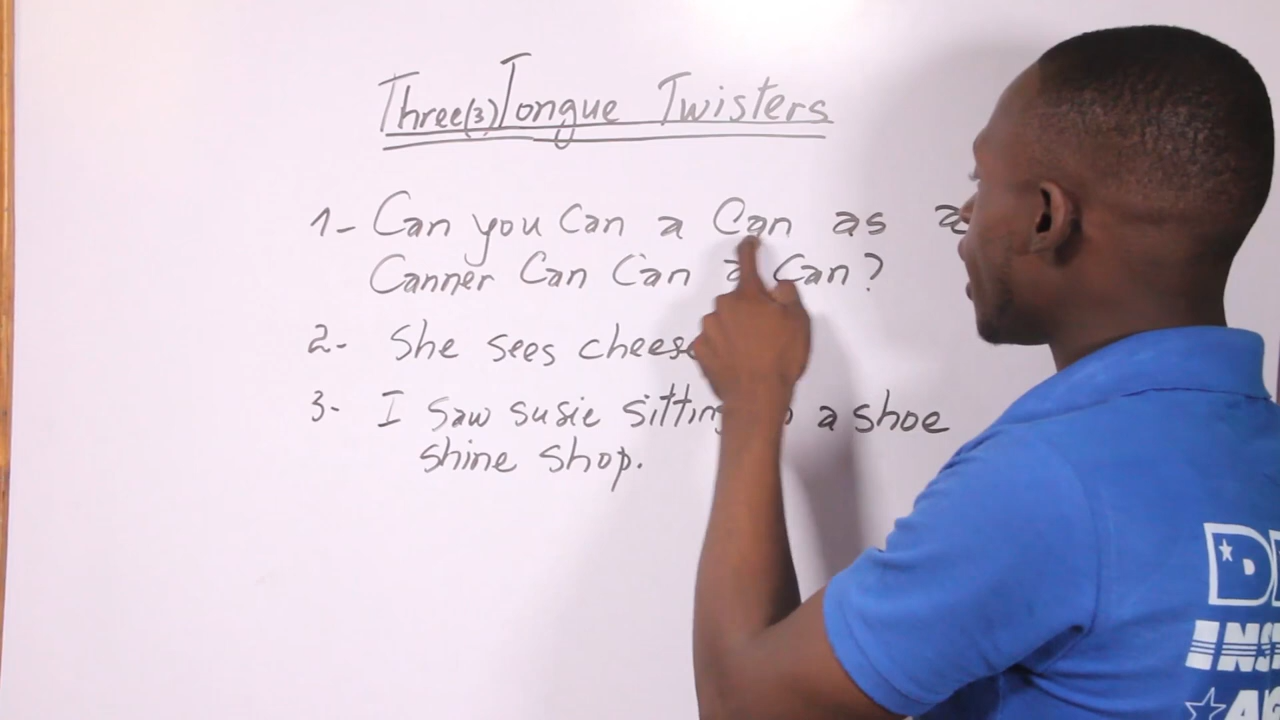 Three(3) Tongue Twisters
1- Can you Can a Can as a
Canner Can Can a Can?
2- She sees cheese
3- I saw susie sitting a shoe
shine shop.